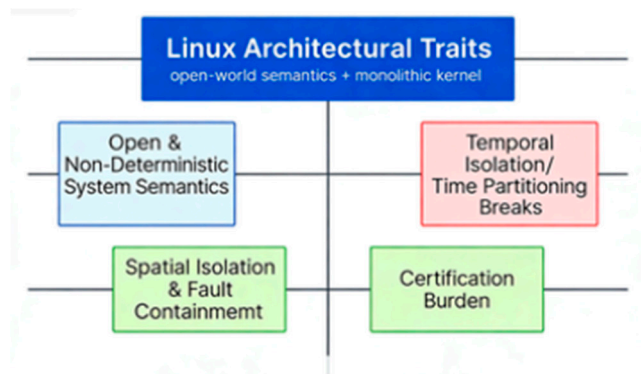 Linux Architectural Traits
open-world semantics + monolithic kernel
Open &
Non-Deterministic
System Semantics
Temporal
Isolation/
Time Partitioning
Breaks
Spatial Isolation
& Fault
Containmemt
Certification
Burden